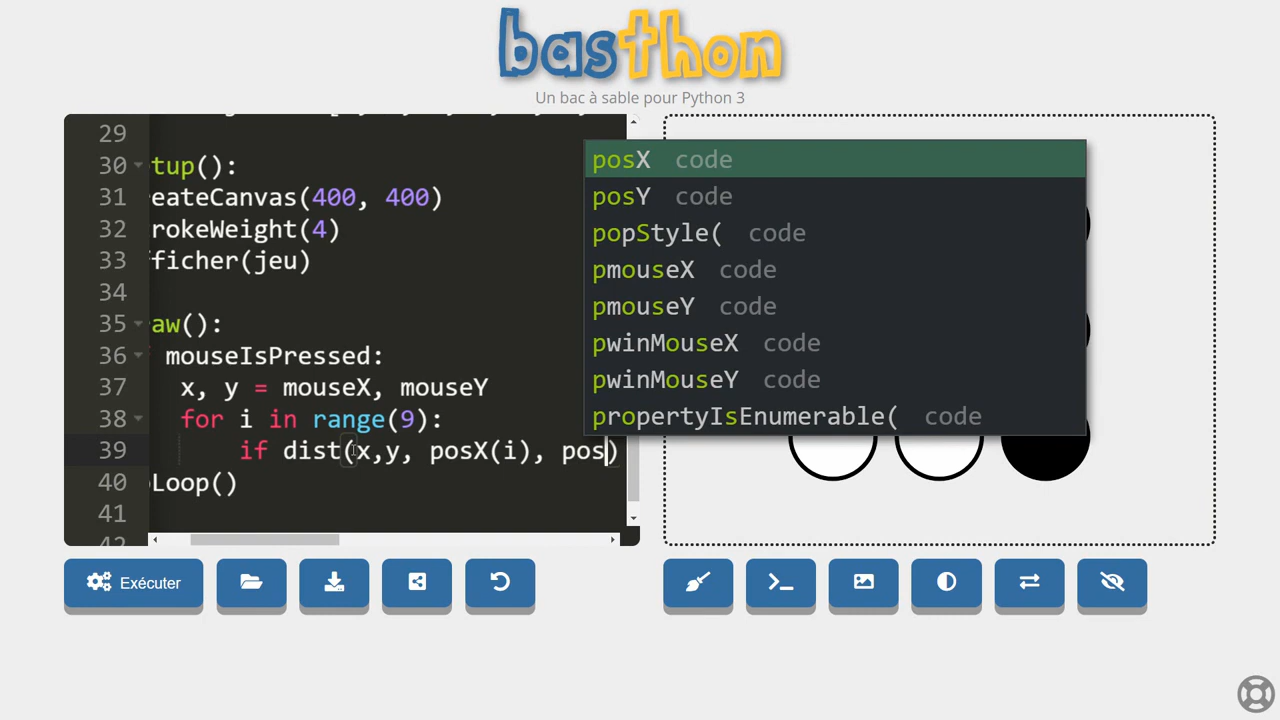 basthon
Un bac à sable pour Python 3
29
30 tup():
31 eateCanvas(400, 400)
32 rokeWeight(4)
33 fficher(jeu)
34
35 aw():
36 mouseIsPressed:
37 x, y = mouseX, mouseY
38 for i in range(9):
39 if dist(x,y, posX(i), pos)
40 Loop()
41
42
posX code
posY code
popStyle( code
pmouseX code
pmouseY code
pwinMouseX code
pwinMouseY code
propertyIsEnumerable( code
Exécuter